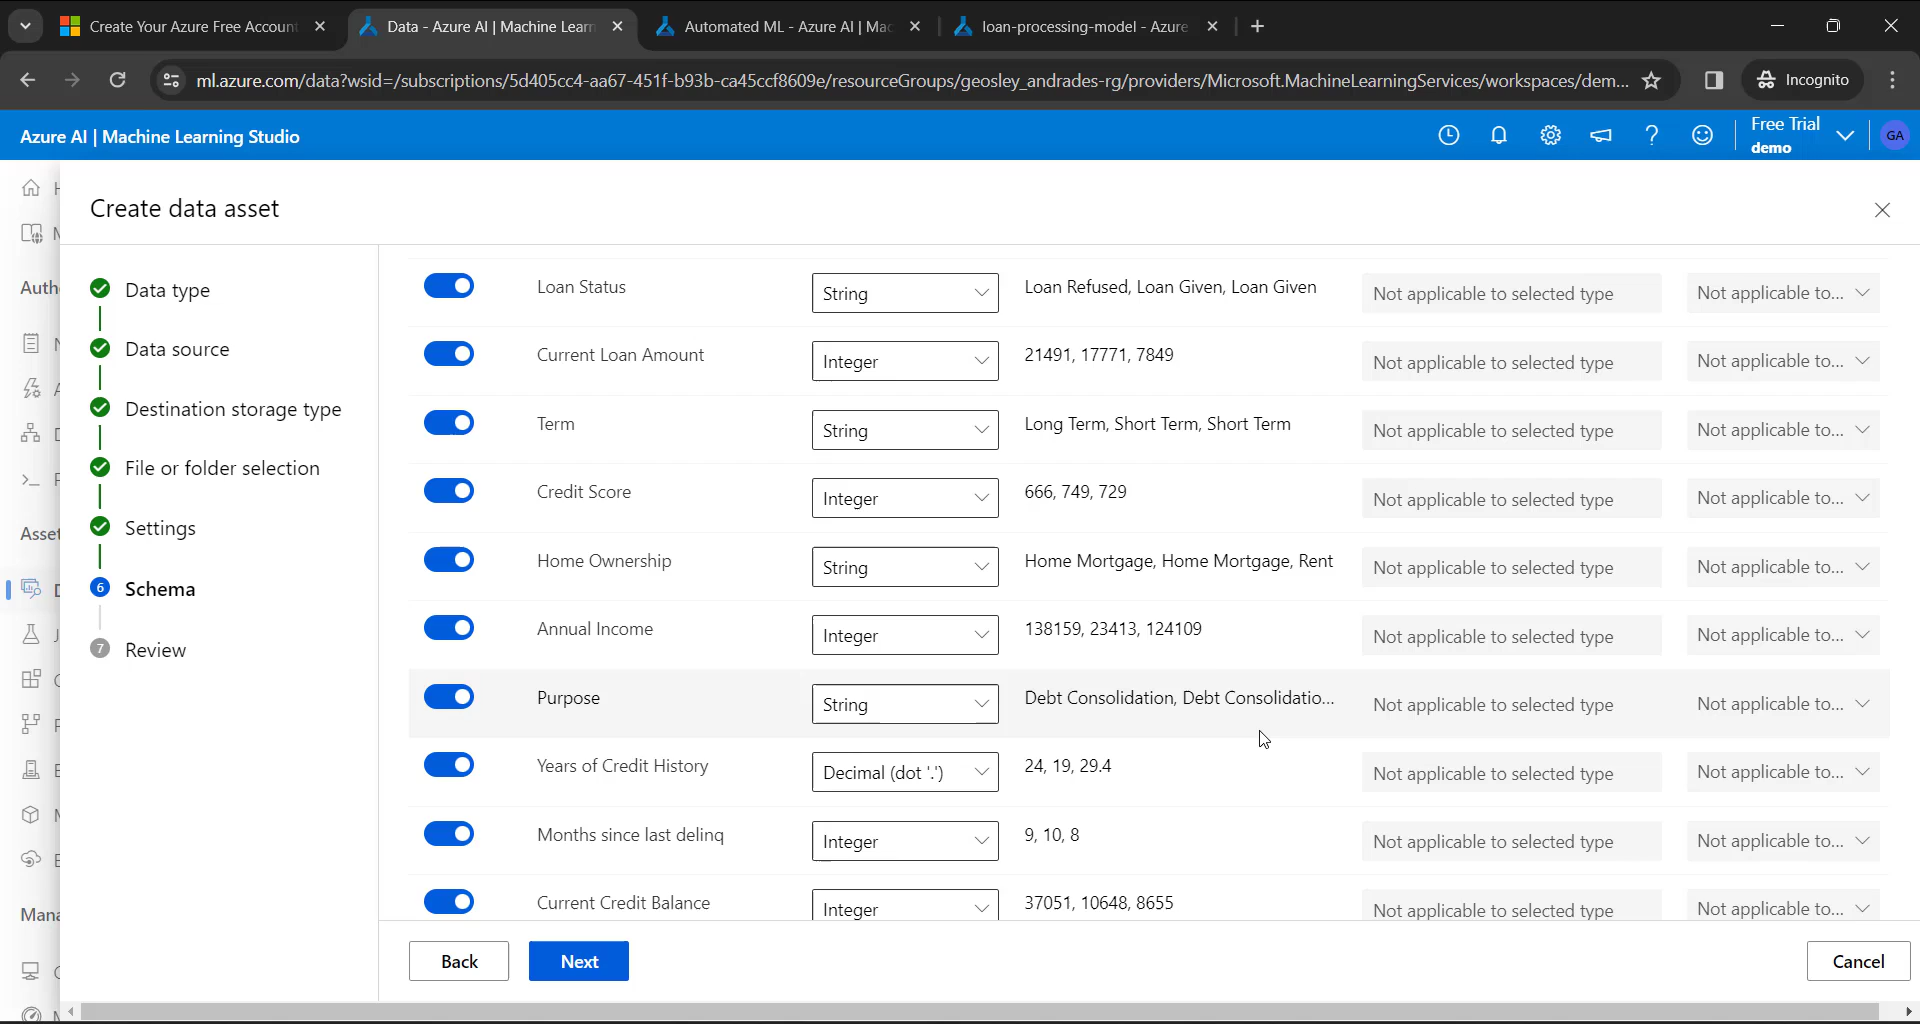 Create Your Azure Free Accoun
Data - Azure AI | Machine Learn
Automated ML - Azure AI | Mac
loan-processing-model - Azure
ml.azure.com/data?wsid=/subscriptions/5d405cc4-aa67-451f-b93b-ca45ccf8609e/resourceGroups/geosley_andrades-rg/providers/Microsoft.MachineLearningServices/workspaces/dem...
Incognito
Azure AI | Machine Learning Studio
Free Trial
demo
GA
Create data asset
Auth
Asset
Mana
Data type
Data source
Destination storage type
File or folder selection
Settings
6 Schema
7 Review
Loan Status String Loan Refused, Loan Given, Loan Given Not applicable to selected type Not applicable to...
Current Loan Amount Integer 21491, 17771, 7849 Not applicable to selected type Not applicable to...
Term String Long Term, Short Term, Short Term Not applicable to selected type Not applicable to...
Credit Score Integer 666, 749, 729 Not applicable to selected type Not applicable to...
Home Ownership String Home Mortgage, Home Mortgage, Rent Not applicable to selected type Not applicable to...
Annual Income Integer 138159, 23413, 124109 Not applicable to selected type Not applicable to...
Purpose String Debt Consolidation, Debt Consolidatio... Not applicable to selected type Not applicable to...
Years of Credit History Decimal (dot '.') 24, 19, 29.4 Not applicable to selected type Not applicable to...
Months since last delinq Integer 9, 10, 8 Not applicable to selected type Not applicable to...
Current Credit Balance Integer 37051, 10648, 8655 Not applicable to selected type Not applicable to...
Back
Next
Cancel